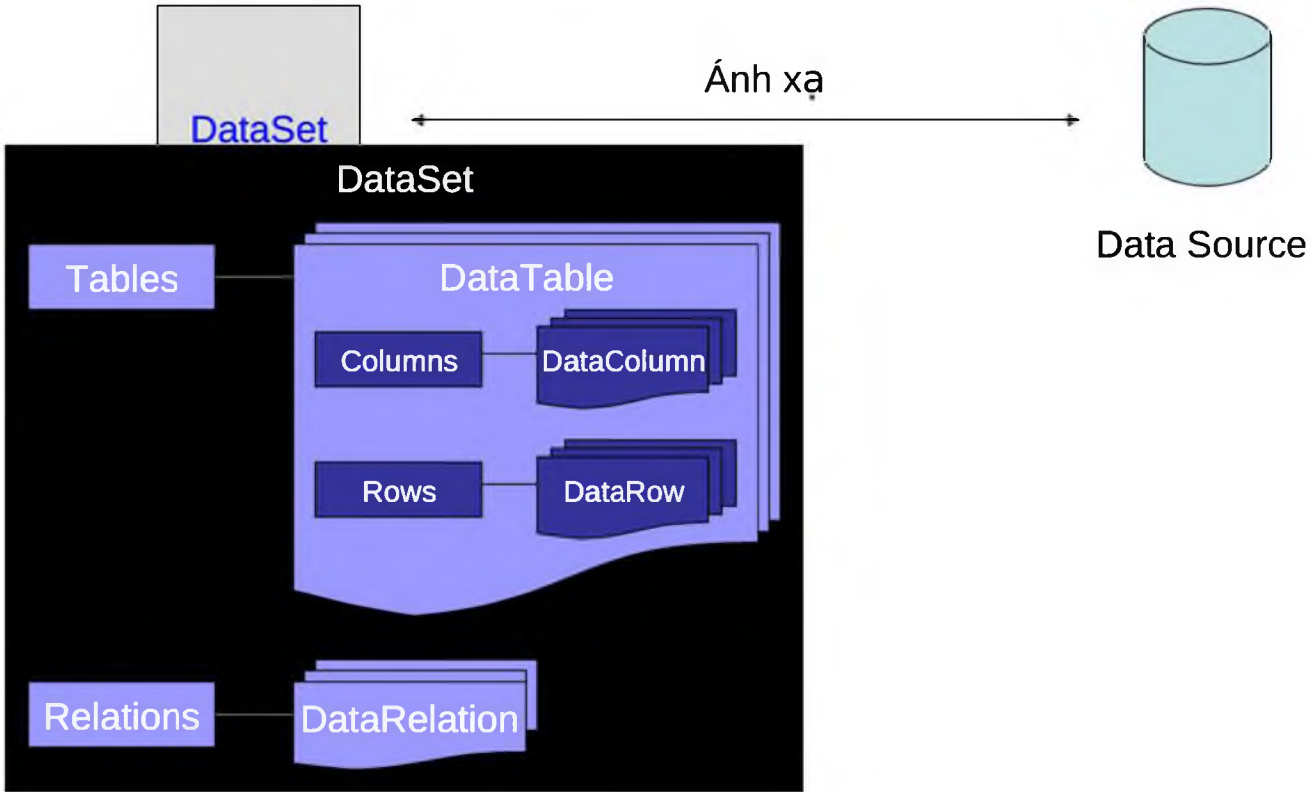 Ánh xạ
DataSet
DataSet
Data Source
Tables
DataTable
Columns
DataColumn
Rows
DataRow
Relations
DataRelation